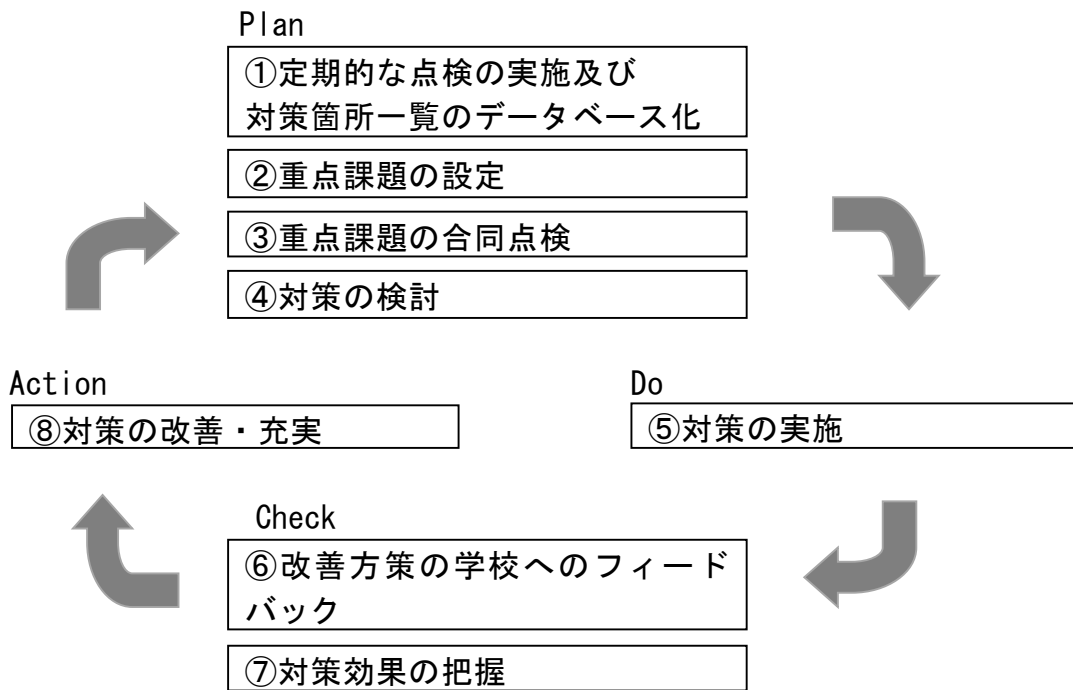 Plan
①定期的な点検の実施及び
対策箇所一覧のデータベース化
②重点課題の設定
③重点課題の合同点検
④対策の検討
Action
⑧対策の改善・充実
Do
⑤対策の実施
Check
⑥改善方策の学校へのフィード
バック
⑦対策効果の把握